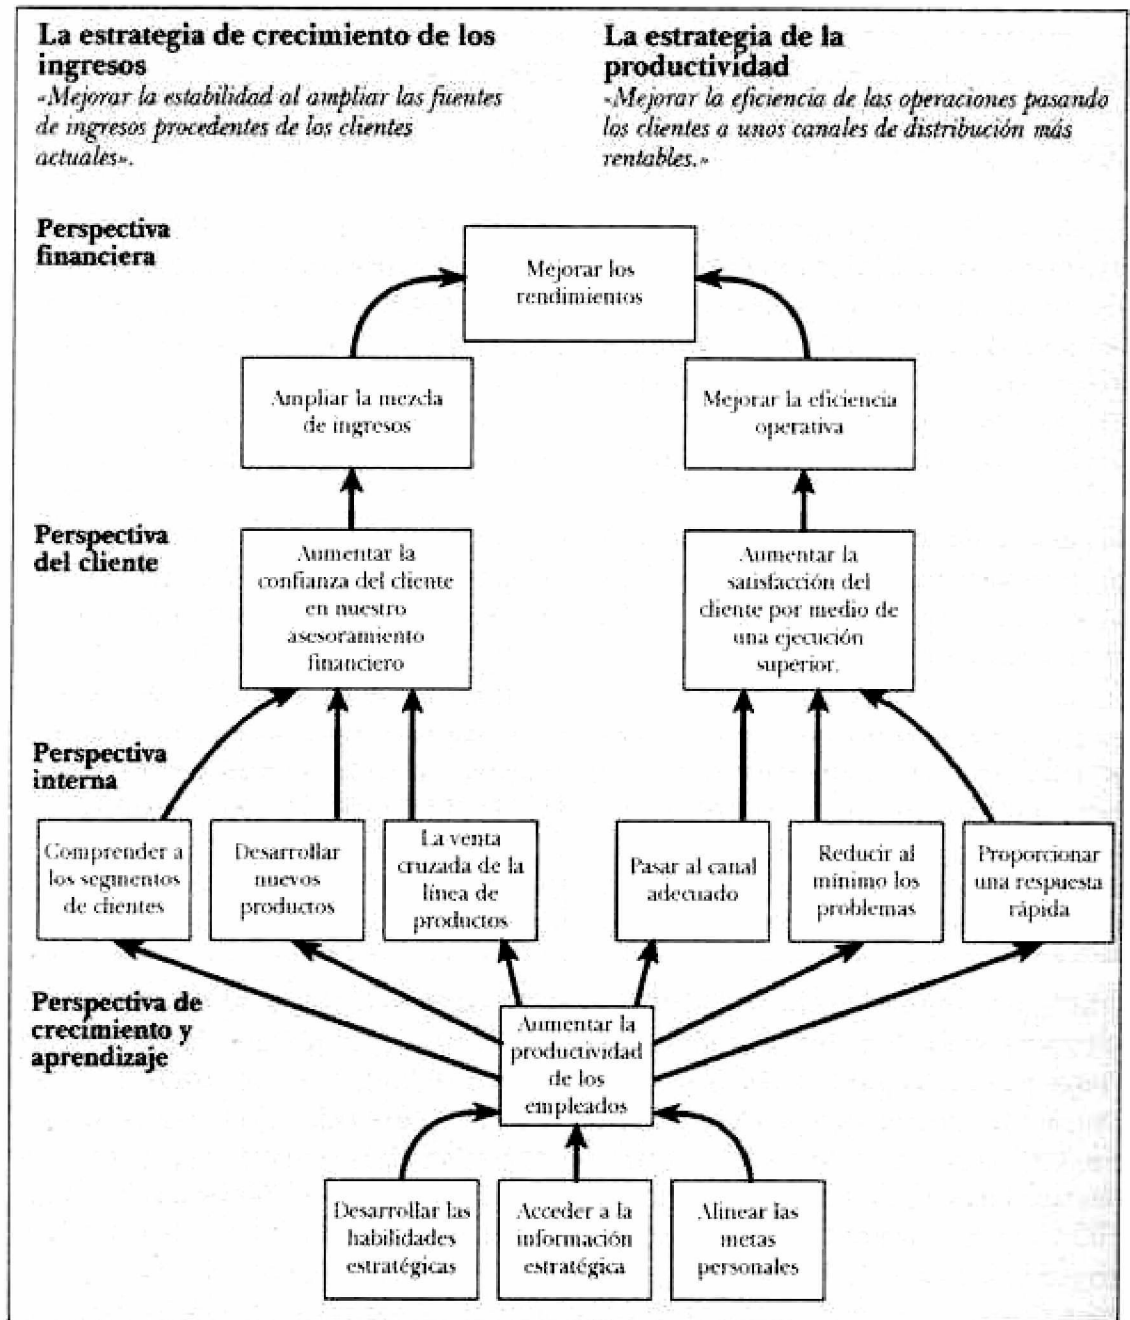 La estrategia de crecimiento de los
ingresos
«Mejorar la estabilidad al ampliar las fuentes
de ingresos procedentes de los clientes
actuales».
La estrategia de la
productividad
«Mejorar la eficiencia de las operaciones pasando
los clientes a unos canales de distribución más
rentables.»
Perspectiva
financiera
Mejorar los
rendimientos
Ampliar la mezcla
de ingresos
Mejorar la eficiencia
operativa
Perspectiva
del cliente
Aumentar la
confianza del cliente
en nuestro
asesoramiento
financiero
Aumentar la
satisfacción del
cliente por medio de
una ejecución
superior.
Perspectiva
interna
Comprender a
los segmentos
de clientes
Desarrollar
nuevos
productos
La venta
cruzada de la
línea de
productos
Pasar al canal
adecuado
Reducir al
mínimo los
problemas
Proporcionar
una respuesta
rápida
Perspectiva de
crecimiento y
aprendizaje
Aumentar la
productividad
de los
empleados
Desarrollar las
habilidades
estratégicas
Acceder a la
información
estratégica
Alinear las
metas
personales